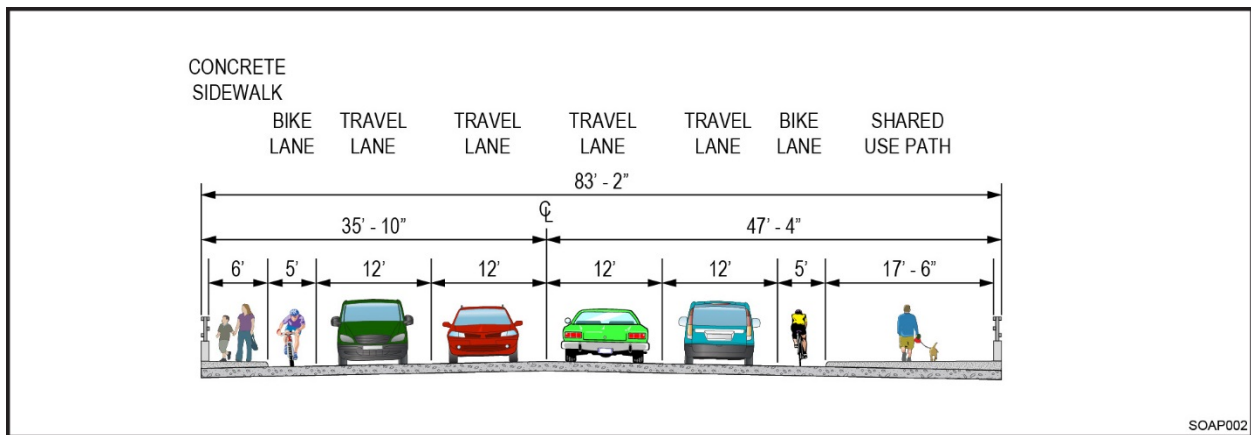 CONCRETE
SIDEWALK
BIKE
LANE
TRAVEL
LANE
TRAVEL
LANE
TRAVEL
LANE
TRAVEL
LANE
BIKE
LANE
SHARED
USE PATH
83' - 2"
℄
35' - 10"
47' - 4"
6'
5'
12'
12'
12'
12'
5'
17' - 6"
SOAP002